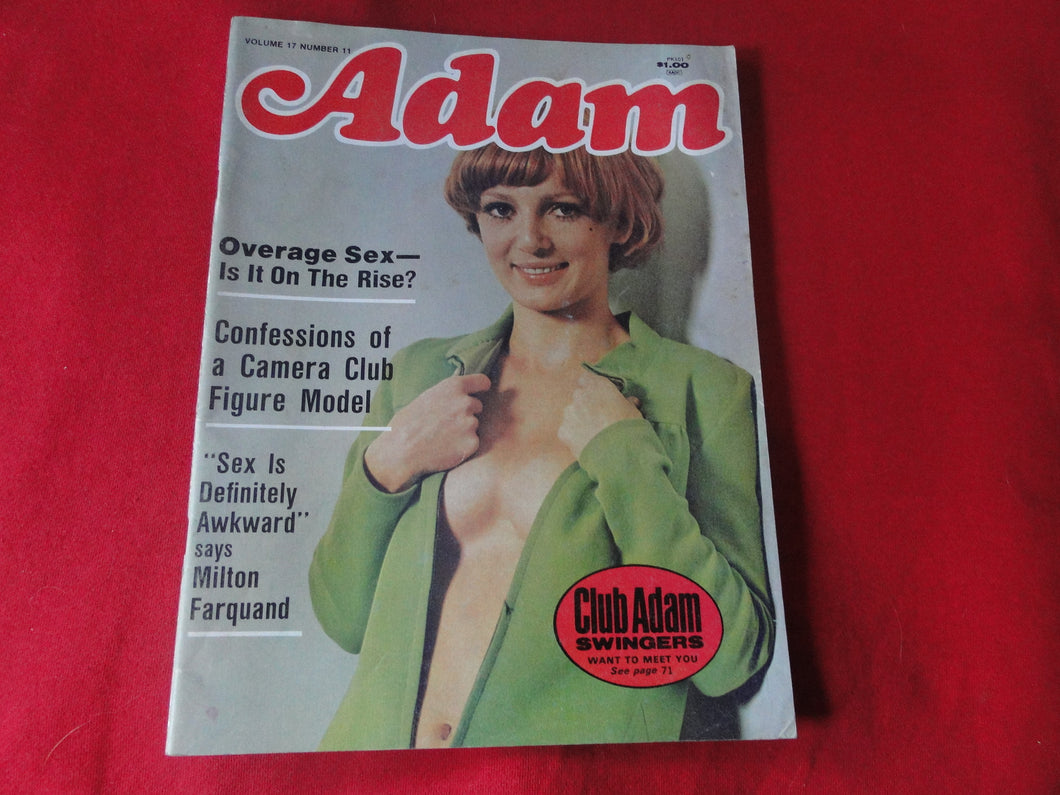 VOLUME 17 NUMBER 11
$1.00
Adam
Overage Sex—
Is It On The Rise?
Confessions of
a Camera Club
Figure Model
"Sex Is
Definitely
Awkward"
says
Milton
Farquand
Club Adam
SWINGERS
WANT TO MEET YOU
See page 71